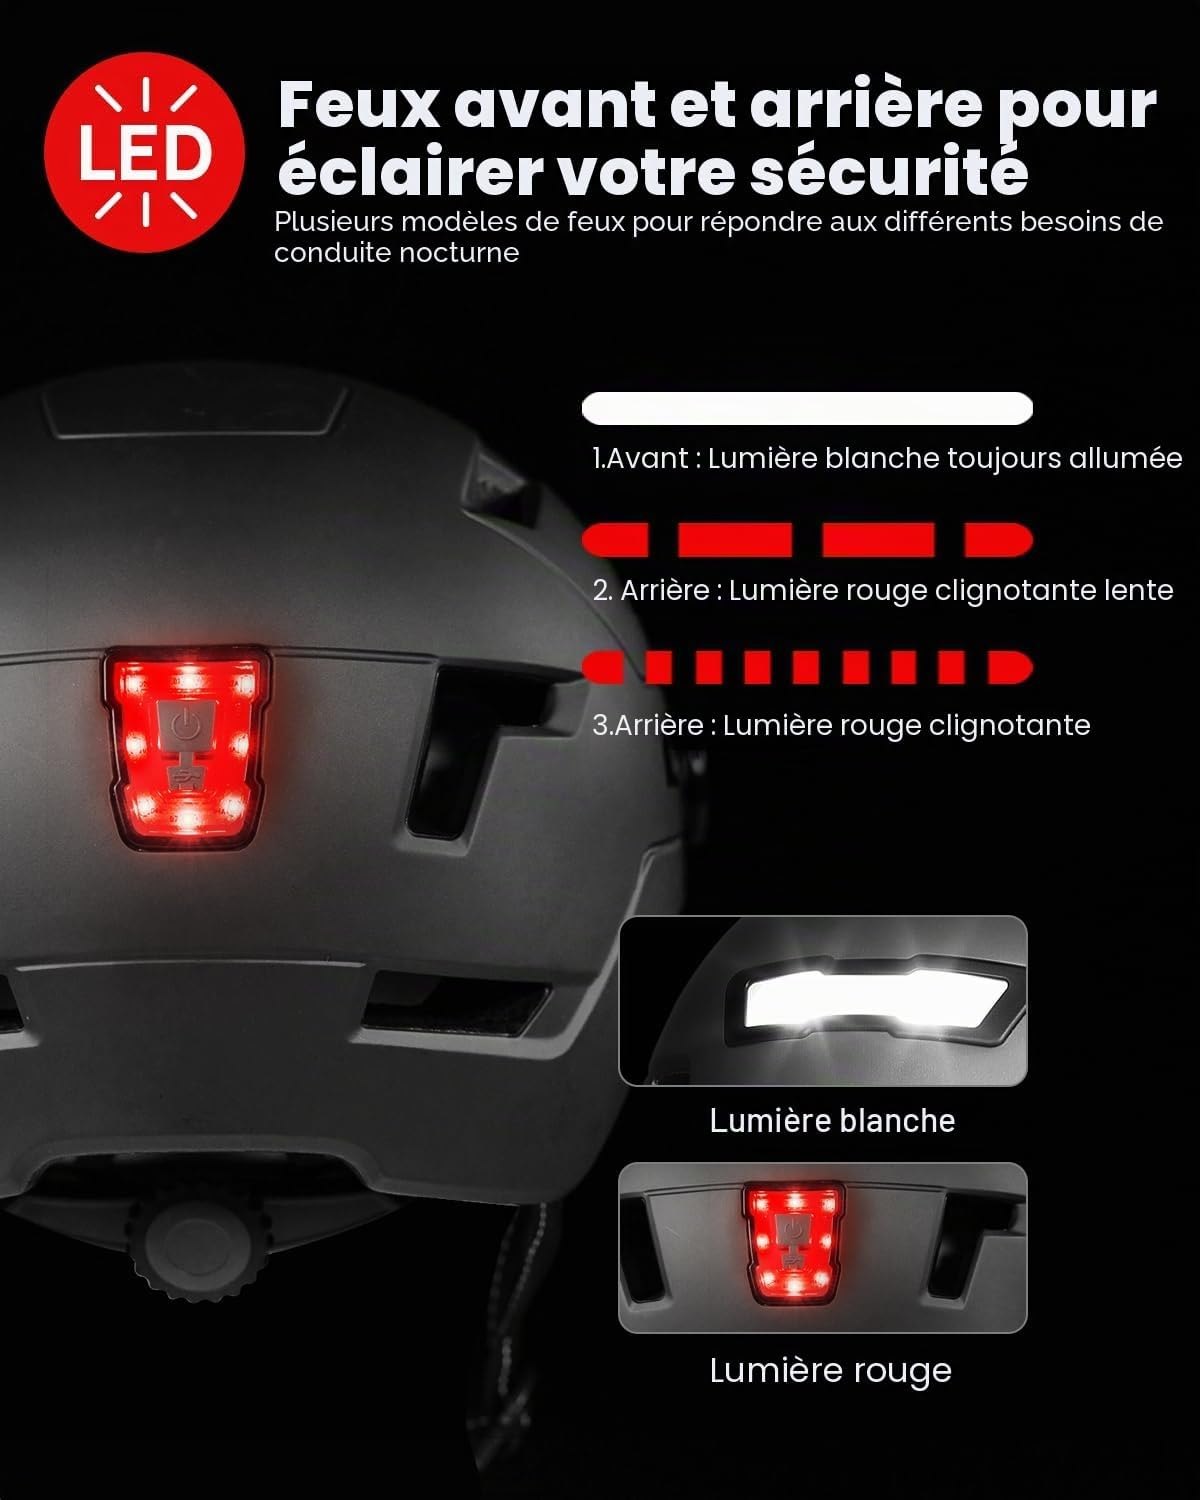 LED
Feux avant et arrière pour
éclairer votre sécurité
Plusieurs modèles de feux pour répondre aux différents besoins de
conduite nocturne
1.Avant : Lumière blanche toujours allumée
2. Arrière : Lumière rouge clignotante lente
3.Arrière : Lumière rouge clignotante
Lumière blanche
Lumière rouge